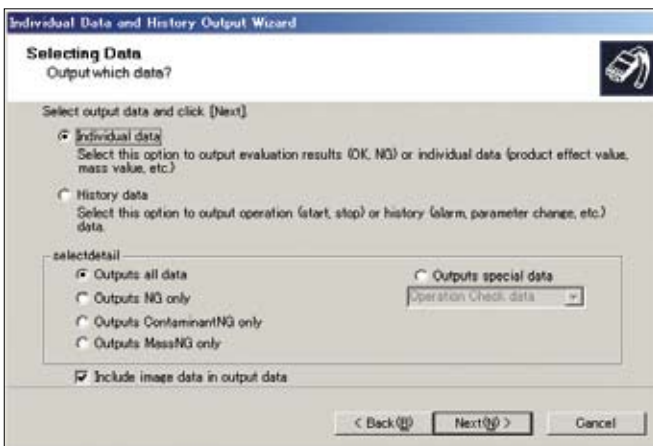 Individual Data and History Output Wizard
Selecting Data
Output which data?
Select output data and click [Next]
Individual data
Select this option to output evaluation results (OK, NG) or individual data (product effect value,
mass value, etc.)
History data
Select this option to output operation (start, stop) or history (alarm, parameter change, etc.)
data.
selectdetail
Outputs all data
Outputs special data
Outputs NG only
Operation Check data
Outputs ContaminantNG only
Outputs MassNG only
Include image data in output data
< Back(B)
Next(N) >
Cancel